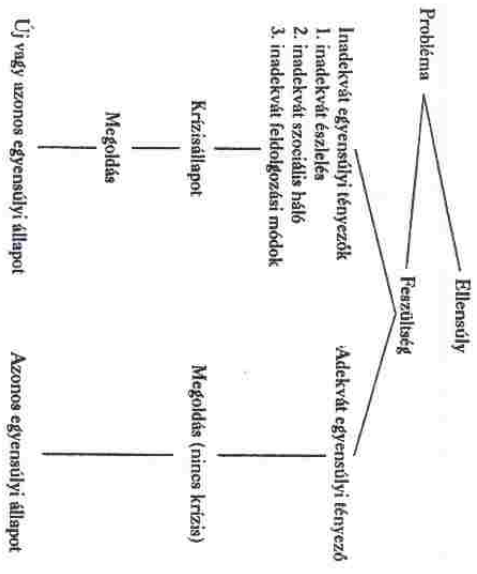 Ellensúly
Probléma
Feszültség
Inadekvát egyensúlyi tényezők
1. inadekvát észlelés
2. inadekvát szociális háló
3. inadekvát feldolgozási módok
Adekvát egyensúlyi tényező
Krízisállapot
Megoldás (nincs krízis)
Megoldás
Új vagy azonos egyensúlyi állapot
Azonos egyensúlyi állapot